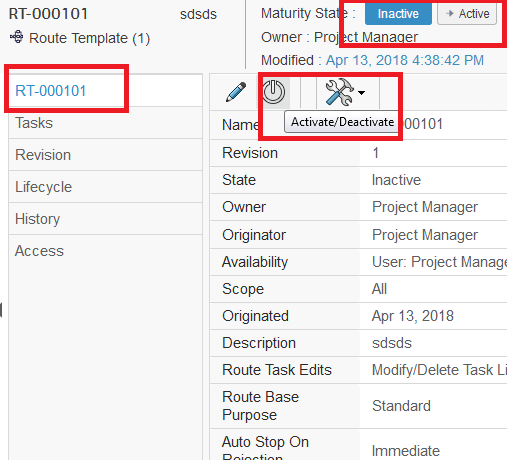 RT-000101 sdsds
Route Template (1)
Maturity State : Inactive Active
Owner : Project Manager
Modified : Apr 13, 2018 4:38:42 PM
RT-000101
Tasks
Revision
Lifecycle
History
Access
Activate/Deactivate
Name 000101
Revision 1
State Inactive
Owner Project Manager
Originator Project Manager
Availability User: Project Manage
Scope All
Originated Apr 13, 2018
Description sdsds
Route Task Edits Modify/Delete Task Li
Route Base
Purpose Standard
Auto Stop On
Rejection Immediate